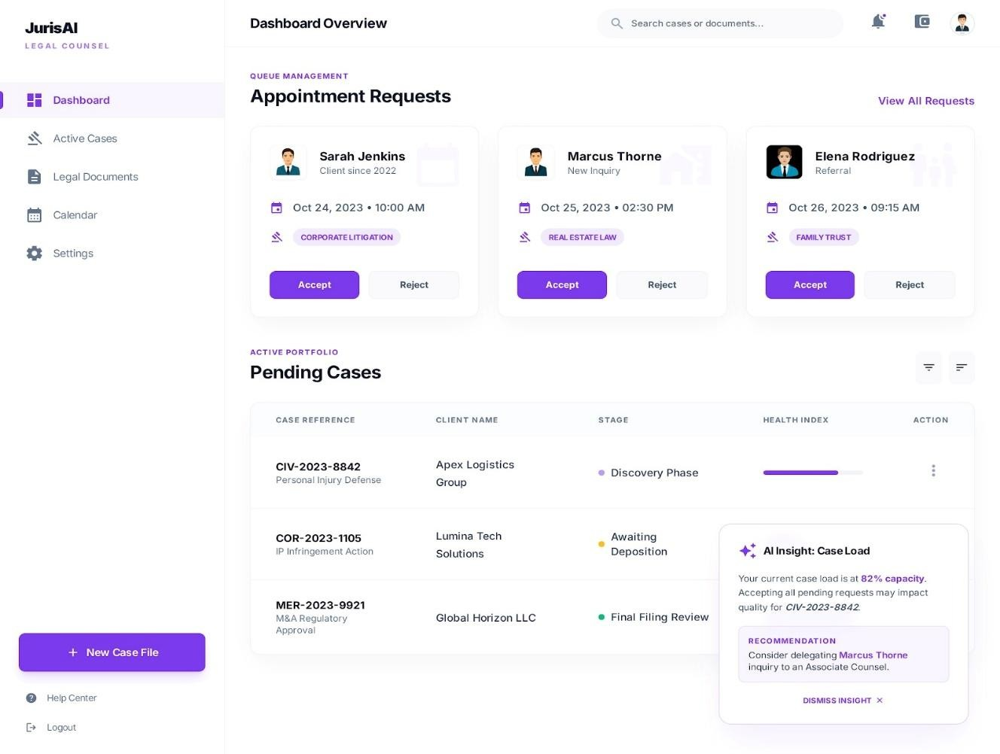 JurisAI
LEGAL COUNSEL
Dashboard
Active Cases
Legal Documents
Calendar
Settings
New Case File
Help Center
Logout
Dashboard Overview
Search cases or documents...
QUEUE MANAGEMENT
Appointment Requests
View All Requests
Sarah Jenkins
Client since 2022
Oct 24, 2023 • 10:00 AM
CORPORATE LITIGATION
Accept
Reject
Marcus Thorne
New Inquiry
Oct 25, 2023 • 02:30 PM
REAL ESTATE LAW
Accept
Reject
Elena Rodriguez
Referral
Oct 26, 2023 • 09:15 AM
FAMILY TRUST
Accept
Reject
ACTIVE PORTFOLIO
Pending Cases
CASE REFERENCE
CLIENT NAME
STAGE
HEALTH INDEX
ACTION
CIV-2023-8842
Personal Injury Defense
Apex Logistics
Group
Discovery Phase
COR-2023-1105
IP Infringement Action
Lumina Tech
Solutions
Awaiting
Deposition
MER-2023-9921
M&A Regulatory
Approval
Global Horizon LLC
Final Filing Review
AI Insight: Case Load
Your current case load is at 82% capacity.
Accepting all pending requests may impact
quality for CIV-2023-8842.
RECOMMENDATION
Consider delegating Marcus Thorne
inquiry to an Associate Counsel.
DISMISS INSIGHT ✕